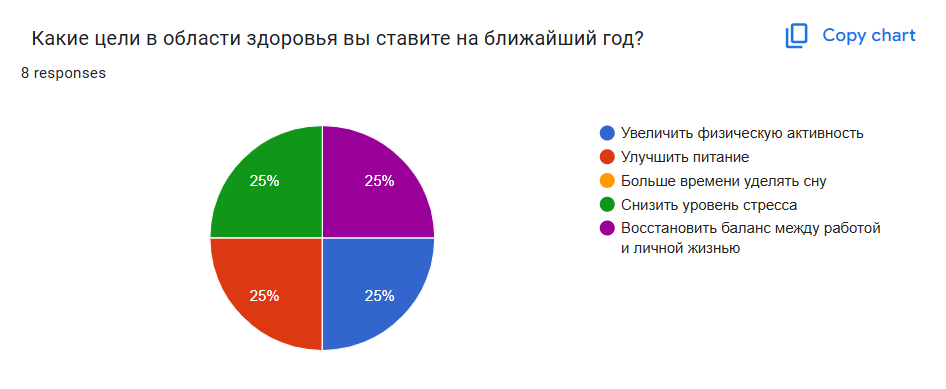 Какие цели в области здоровья вы ставите на ближайший год?
Copy chart
8 responses
25%
25%
25%
25%
Увеличить физическую активность
Улучшить питание
Больше времени уделять сну
Снизить уровень стресса
Восстановить баланс между работой
и личной жизнью